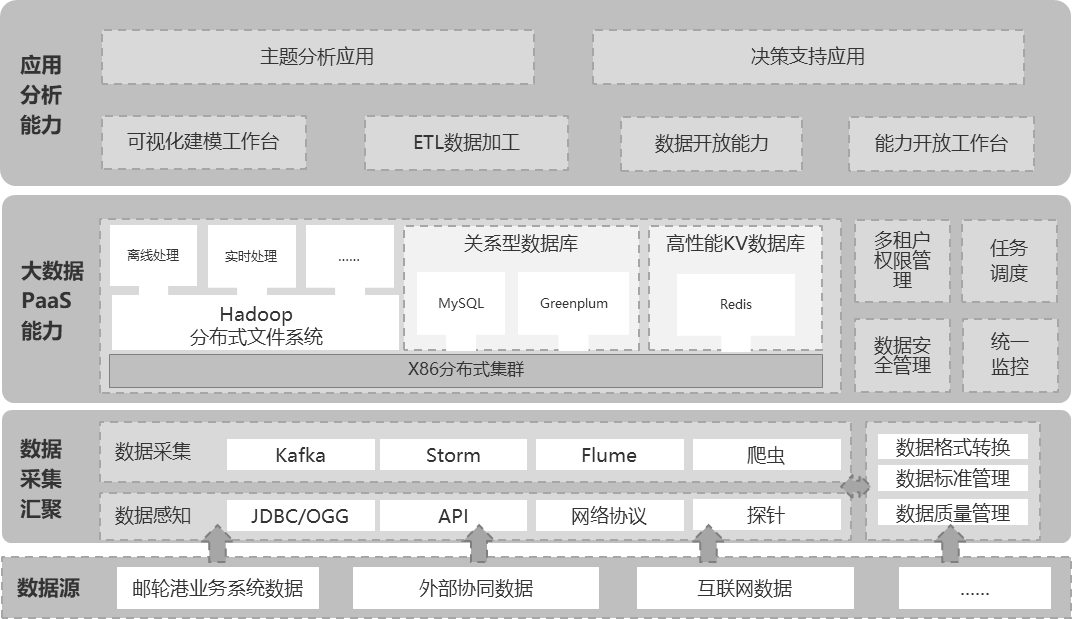 应用
分析
能力
主题分析应用
决策支持应用
可视化建模工作台
ETL数据加工
数据开放能力
能力开放工作台
大数据
PaaS
能力
离线处理
实时处理
......
Hadoop
分布式文件系统
关系型数据库
MySQL
Greenplum
高性能KV数据库
Redis
X86分布式集群
多租户
权限管
理
任务
调度
数据安
全管理
统一
监控
数据
采集
汇聚
数据采集
Kafka
Storm
Flume
爬虫
数据感知
JDBC/OGG
API
网络协议
探针
数据格式转换
数据标准管理
数据质量管理
数据源
邮轮港业务系统数据
外部协同数据
互联网数据
......